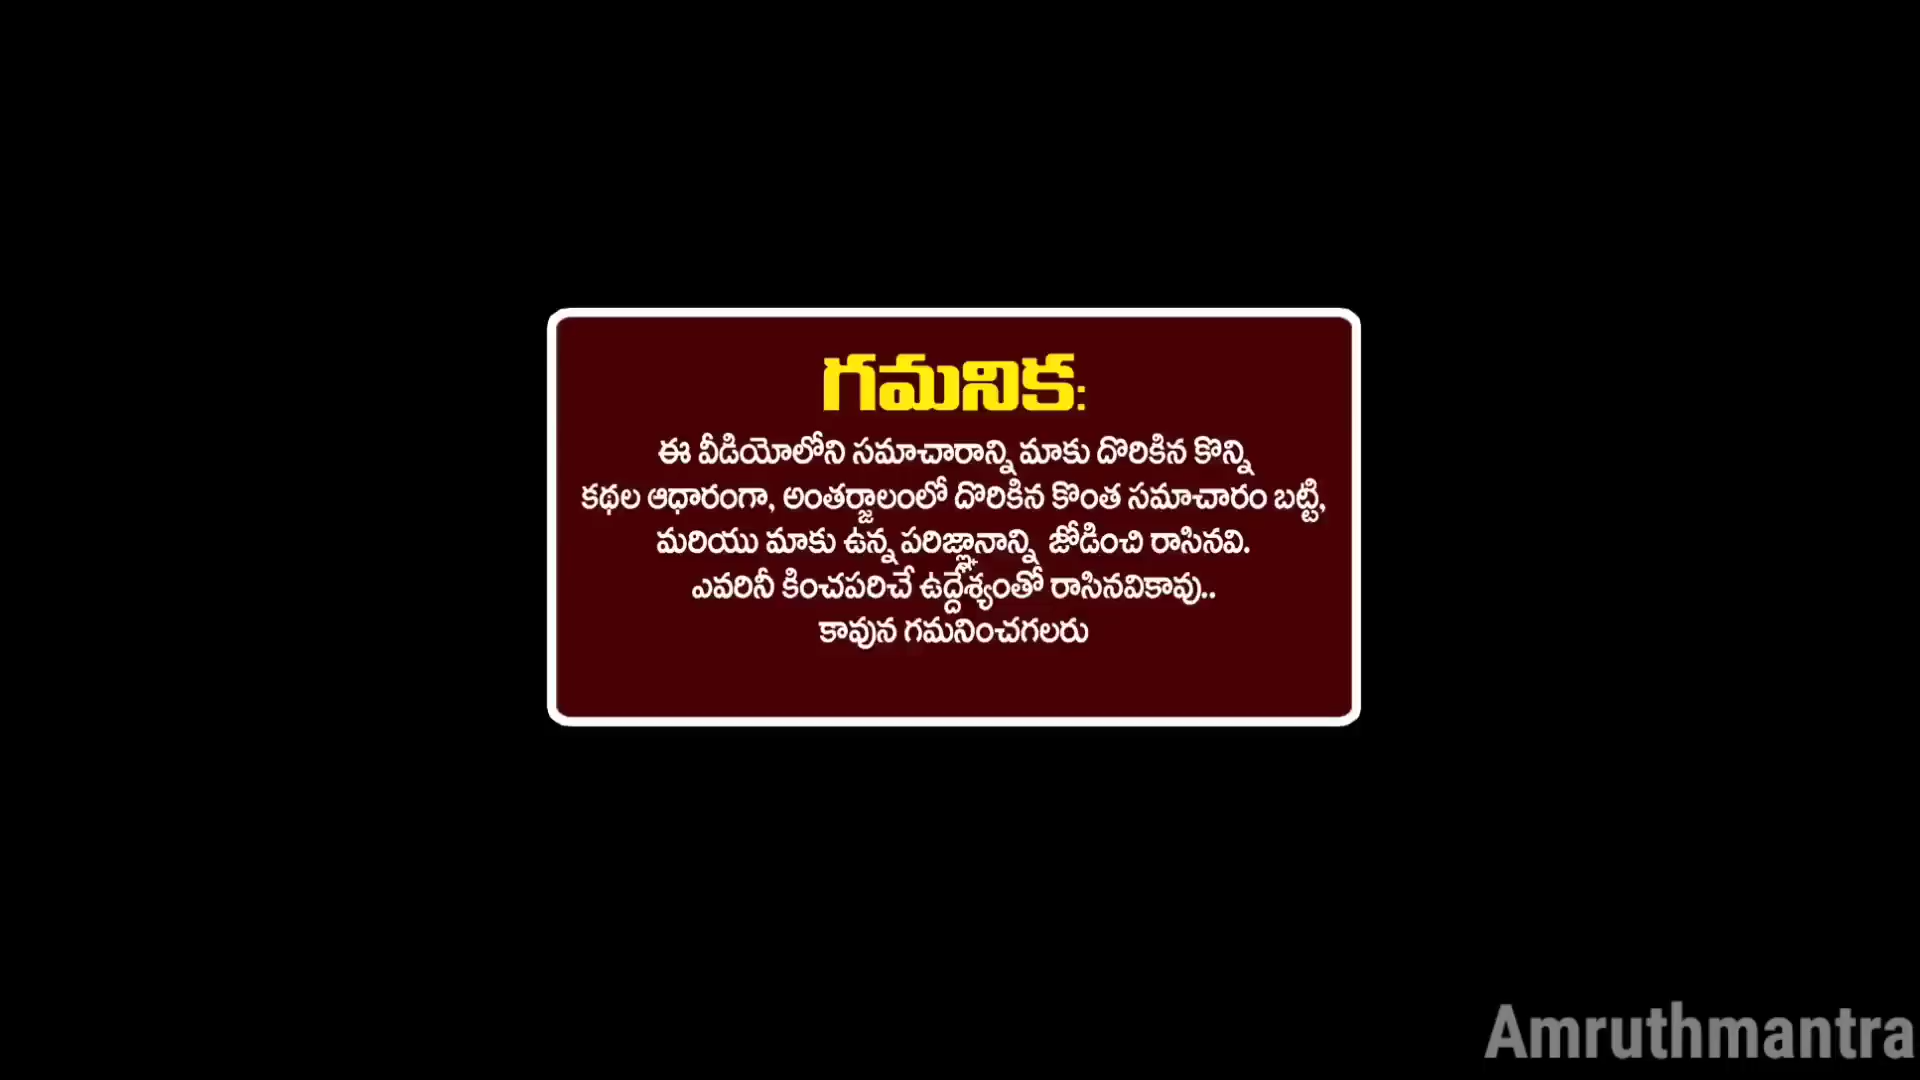 గమనిక:
ఈ వీడియోలోని సమాచారాన్ని మాకు దొరికిన కొన్ని
కథల ఆధారంగా, అంతర్జాలంలో దొరికిన కొంత సమాచారం బట్టి,
మరియు మాకు ఉన్న పరిజ్ఞానాన్ని జోడించి రాసినవి.
ఎవరినీ కించపరిచే ఉద్దేశ్యంతో రాసినవికావు..
కావున గమనించగలరు
Amruthmantra